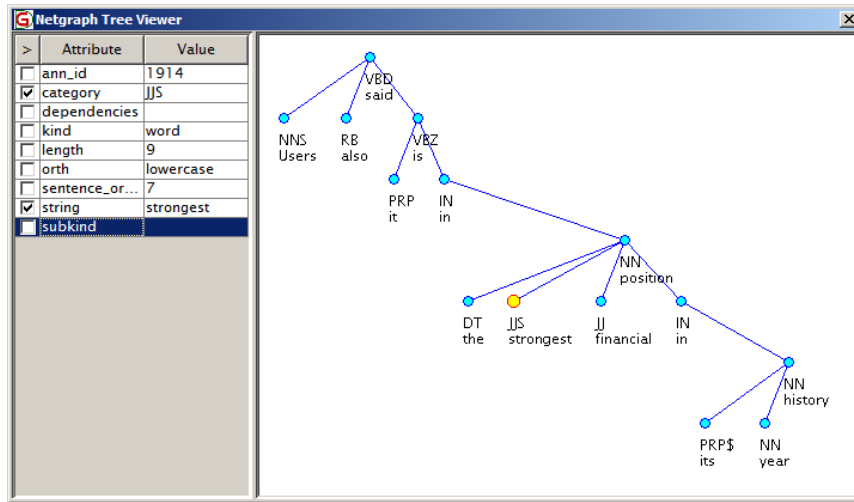 Netgraph Tree Viewer
> Attribute Value
ann_id 1914
category JJS
dependencies
kind word
length 9
orth lowercase
sentence_or... 7
string strongest
subkind
VBD
said
NNS RB VBZ
Users also is
PRP IN
it in
NN
position
DT JJS JJ IN
the strongest financial in
NN
history
PRP$ NN
its year